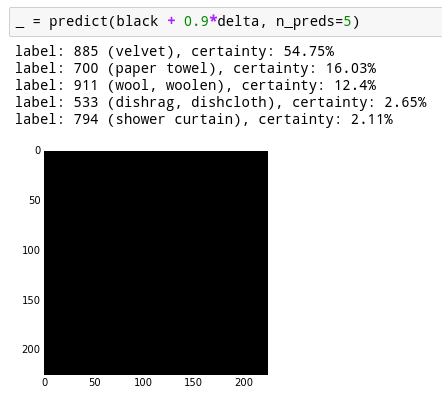 _ = predict(black + 0.9*delta, n_preds=5)
label: 885 (velvet), certainty: 54.75%
label: 700 (paper towel), certainty: 16.03%
label: 911 (wool, woolen), certainty: 12.4%
label: 533 (dishrag, dishcloth), certainty: 2.65%
label: 794 (shower curtain), certainty: 2.11%
0
50
100
150
200
0 50 100 150 200